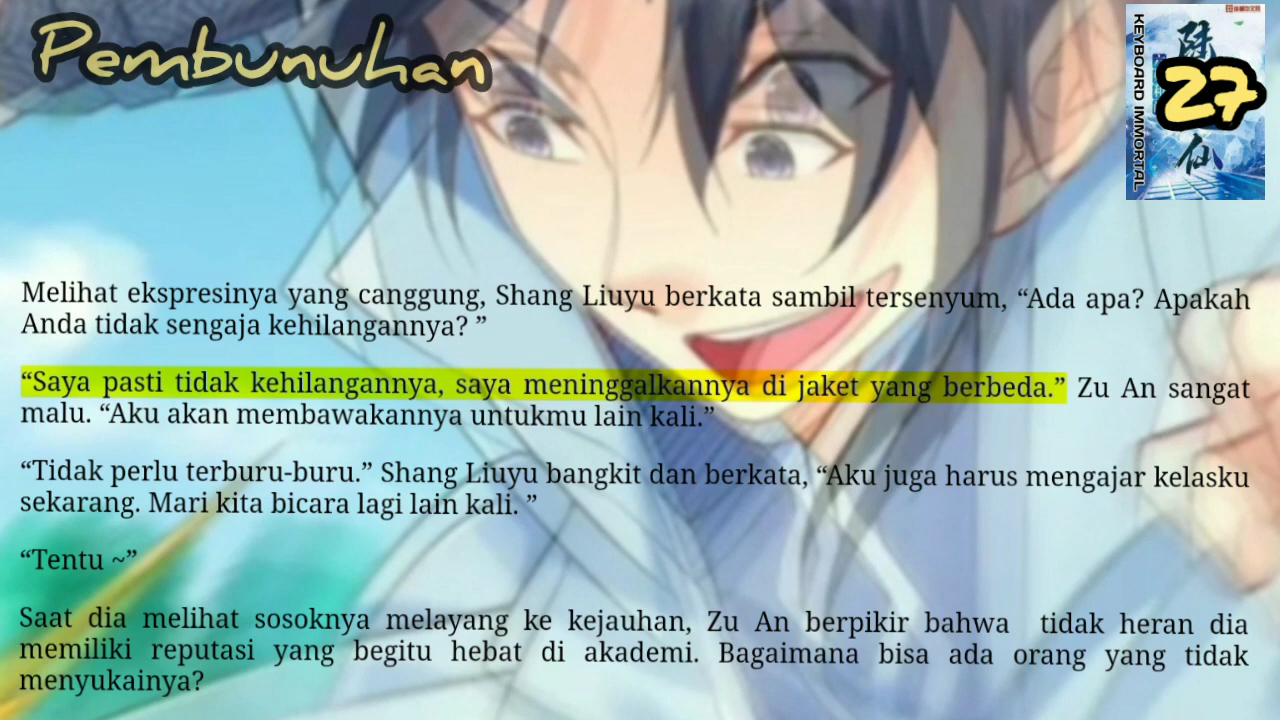 Pembunuhan
陆
27
仙
KEYBOARD IMMORTAL
Melihat ekspresinya yang canggung, Shang Liuyu berkata sambil tersenyum, “Ada apa? Apakah
Anda tidak sengaja kehilangannya? ”
“Saya pasti tidak kehilangannya, saya meninggalkannya di jaket yang berbeda.” Zu An sangat
malu. “Aku akan membawakannya untukmu lain kali.”
“Tidak perlu terburu-buru.” Shang Liuyu bangkit dan berkata, “Aku juga harus mengajar kelasku
sekarang. Mari kita bicara lagi lain kali. ”
“Tentu ~”
Saat dia melihat sosoknya melayang ke kejauhan, Zu An berpikir bahwa  tidak heran dia
memiliki reputasi yang begitu hebat di akademi. Bagaimana bisa ada orang yang tidak
menyukainya?